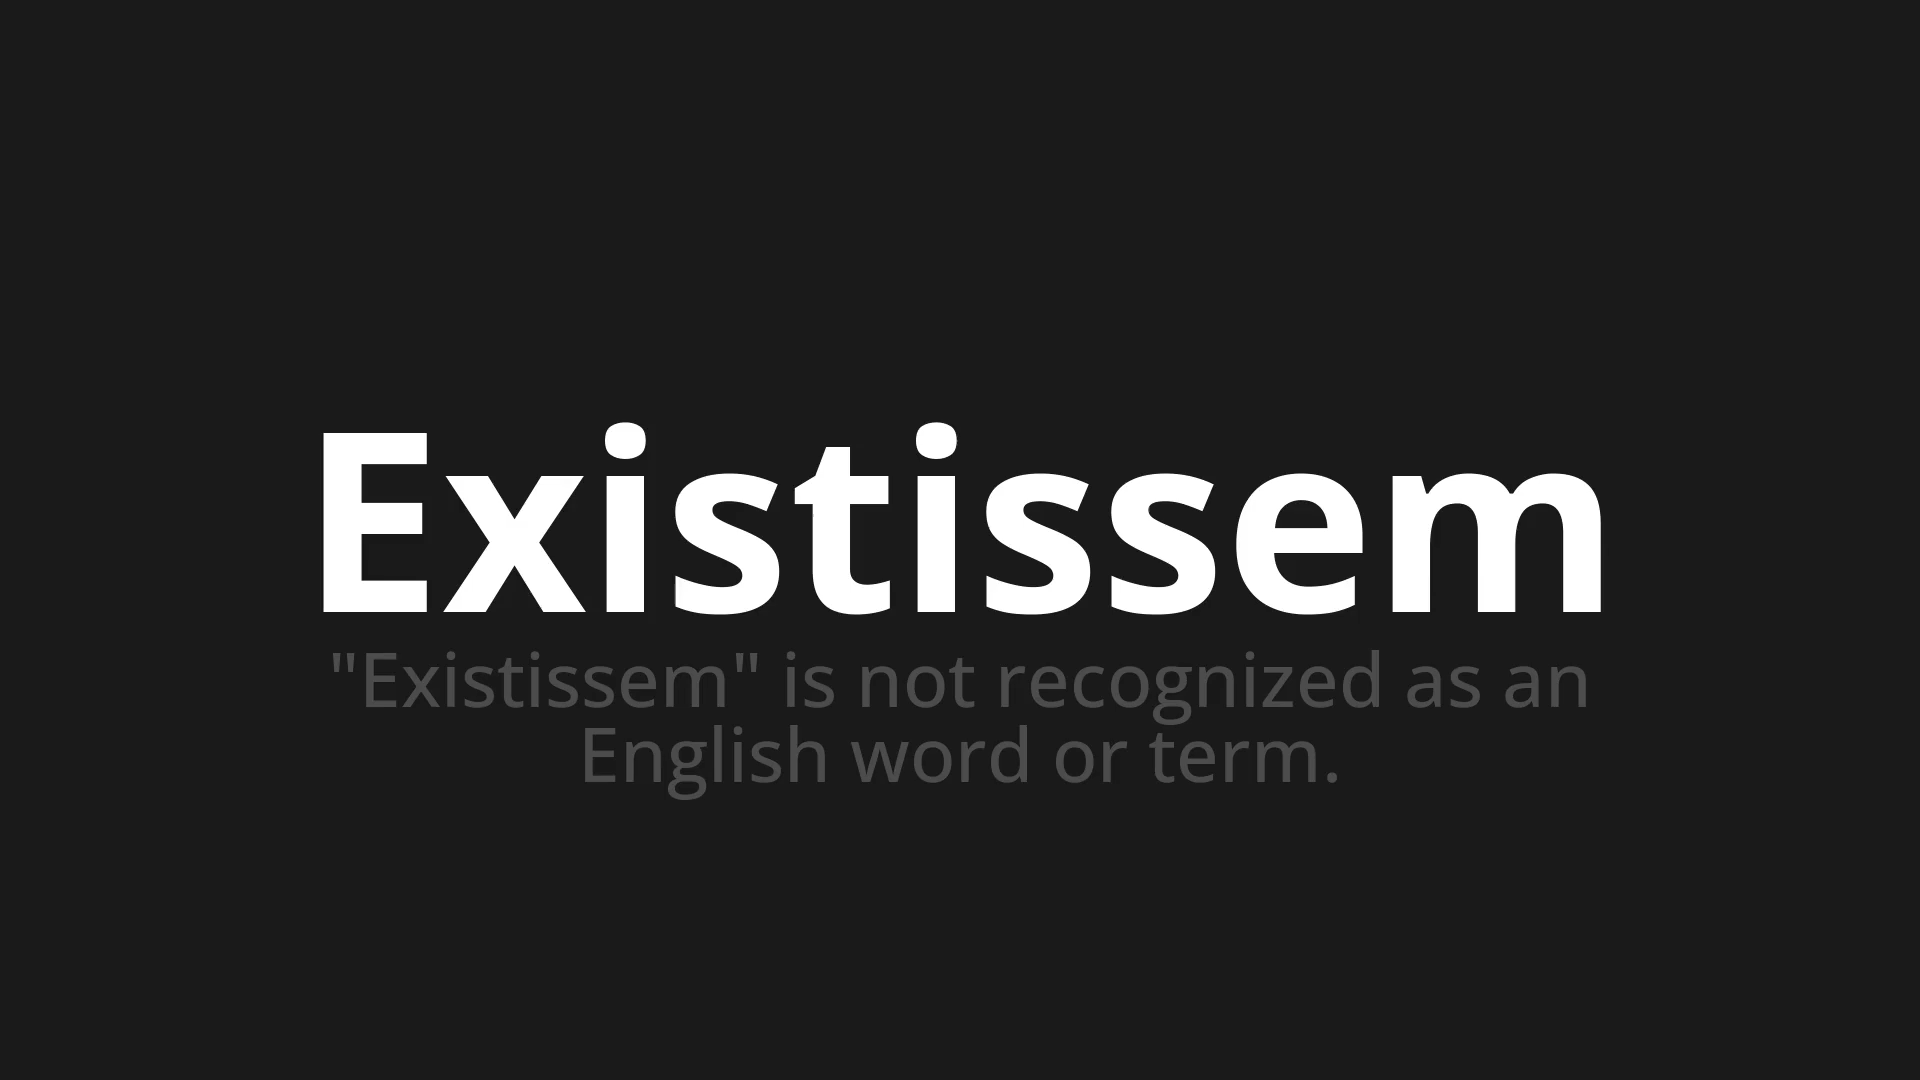 Existissem
"Existissem" is not recognized as an
English word or term.